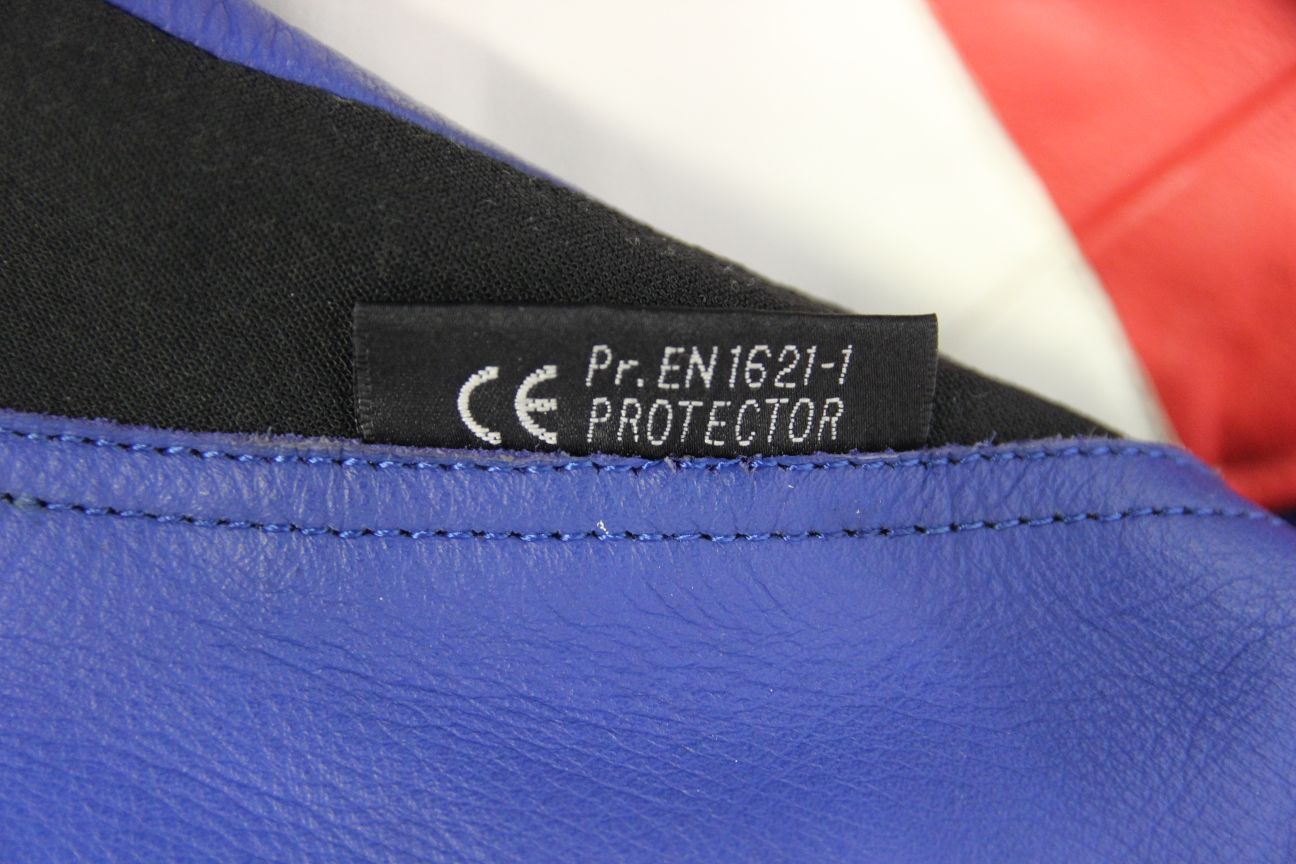 CE Pr. EN 1621-1
PROTECTOR